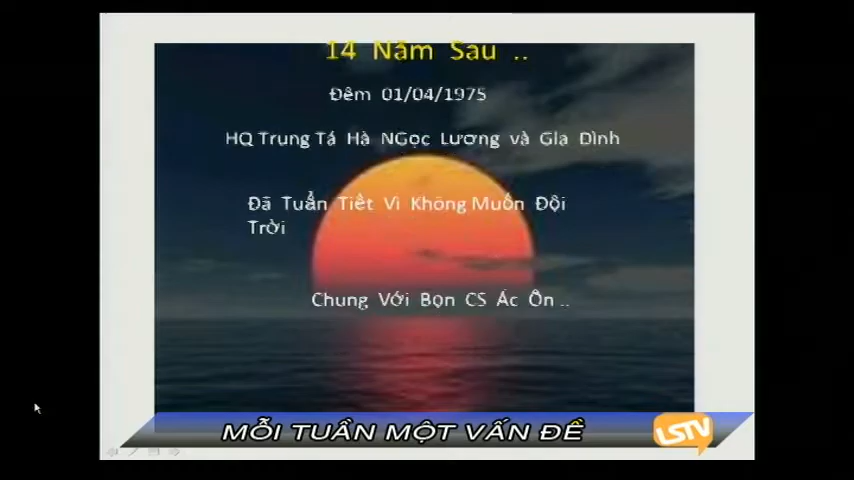 14 Năm Sau ..
Đêm 01/04/1975
HQ Trung Tá Hà NGọc Lương và Gia Đình
Đã Tuẩn Tiết Vì Không Muốn Đội
Trời
Chung Với Bọn CS Ác Ôn ..
MỖI TUẦN MỘT VẤN ĐỀ
LSTV